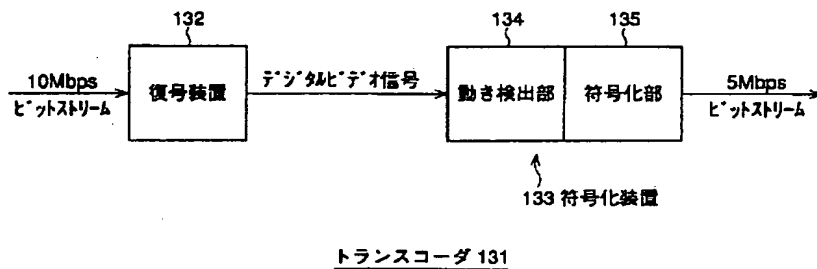 132
134
135
10Mbps
ビットストリーム
復号装置
デジタルビデオ信号
動き検出部
符号化部
5Mbps
ビットストリーム
133 符号化装置
トランスコーダ 131